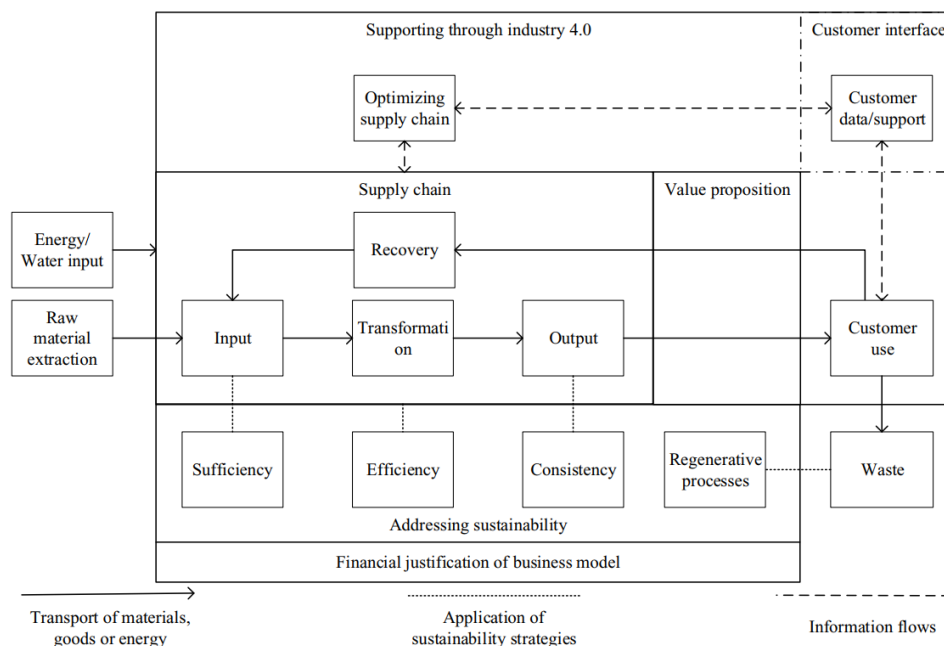 Supporting through industry 4.0
Customer interface
Optimizing
supply chain
Customer
data/support
Supply chain
Value proposition
Energy/
Water input
Recovery
Raw
material
extraction
Input
Transformati
on
Output
Customer
use
Sufficiency
Efficiency
Consistency
Regenerative
processes
Waste
Addressing sustainability
Financial justification of business model
Transport of materials,
goods or energy
Application of
sustainability strategies
Information flows